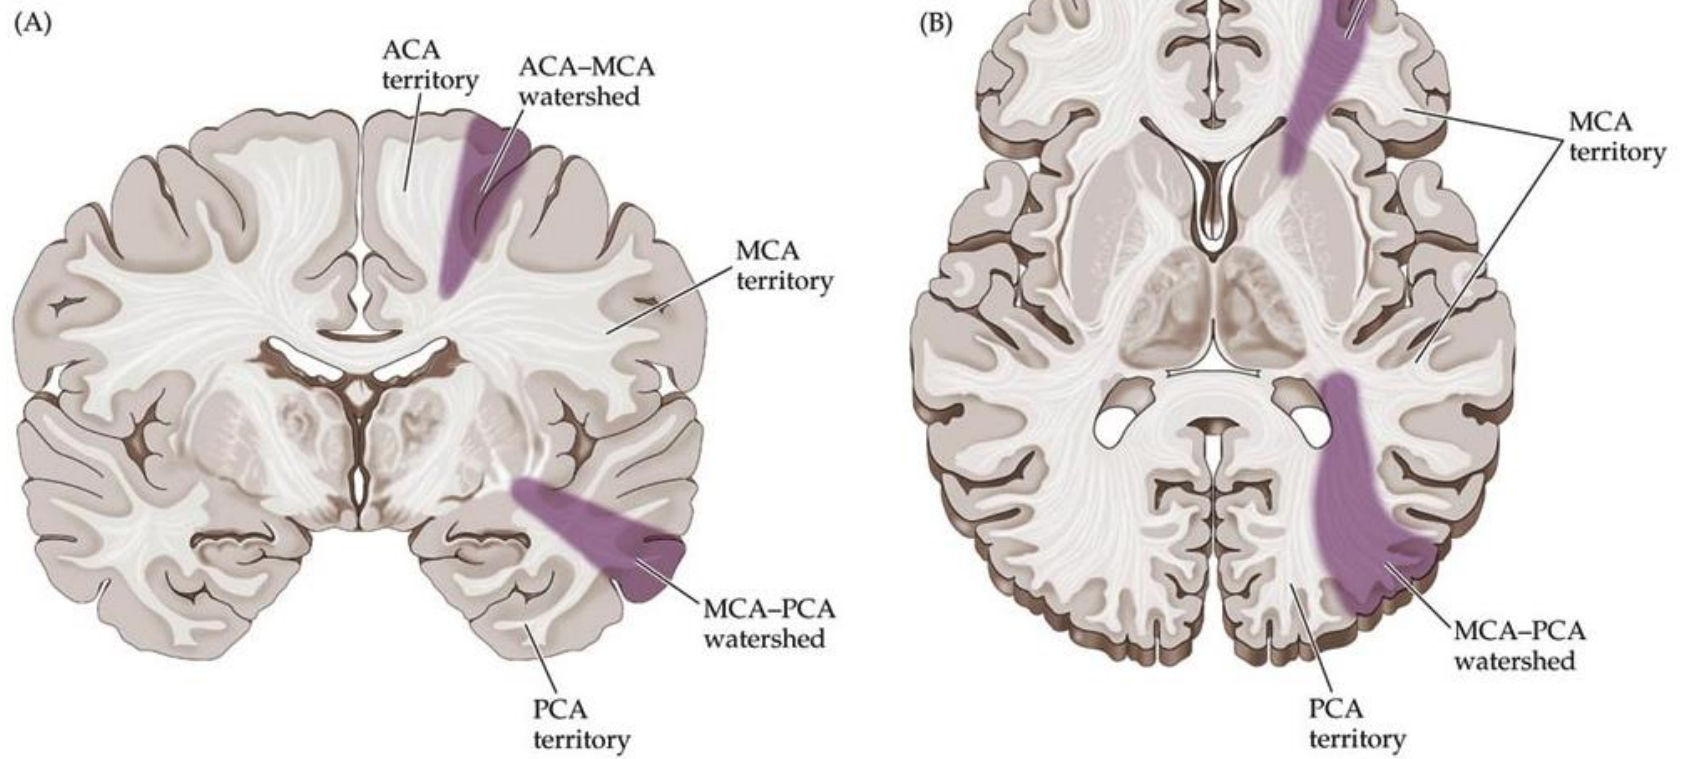 (A)
ACA
territory
ACA–MCA
watershed
MCA
territory
MCA–PCA
watershed
PCA
territory
(B)
MCA
territory
MCA–PCA
watershed
PCA
territory